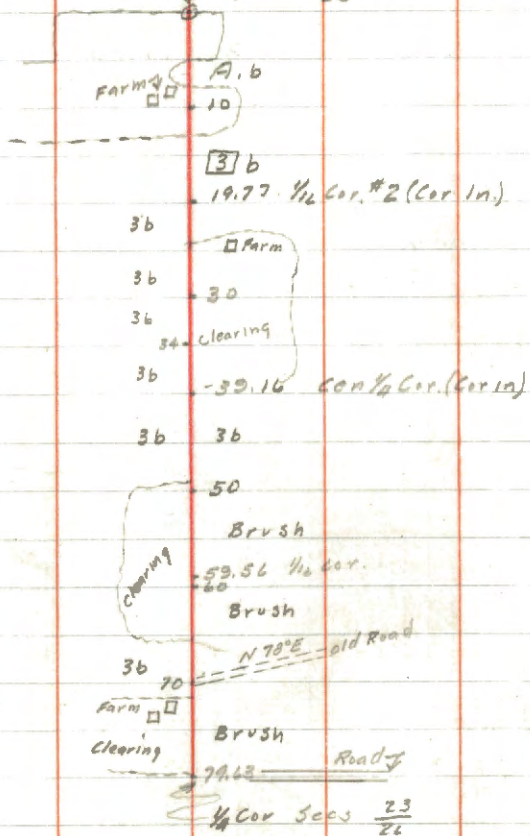 A. b
Farm
10
3 b
19.77 1/16 Cor. #2 (Cor In.)
3b
Farm
3b
30
3b
34 clearing
3b
39.16 Cen 1/4 Cor. (Cor in)
3b 3b
50
Brush
clearing
59.56 1/16 Cor.
60
Brush
N 78°E old Road
3b
70
Farm
Brush
Clearing
Road
79.63
1/4 Cor Secs 23/26